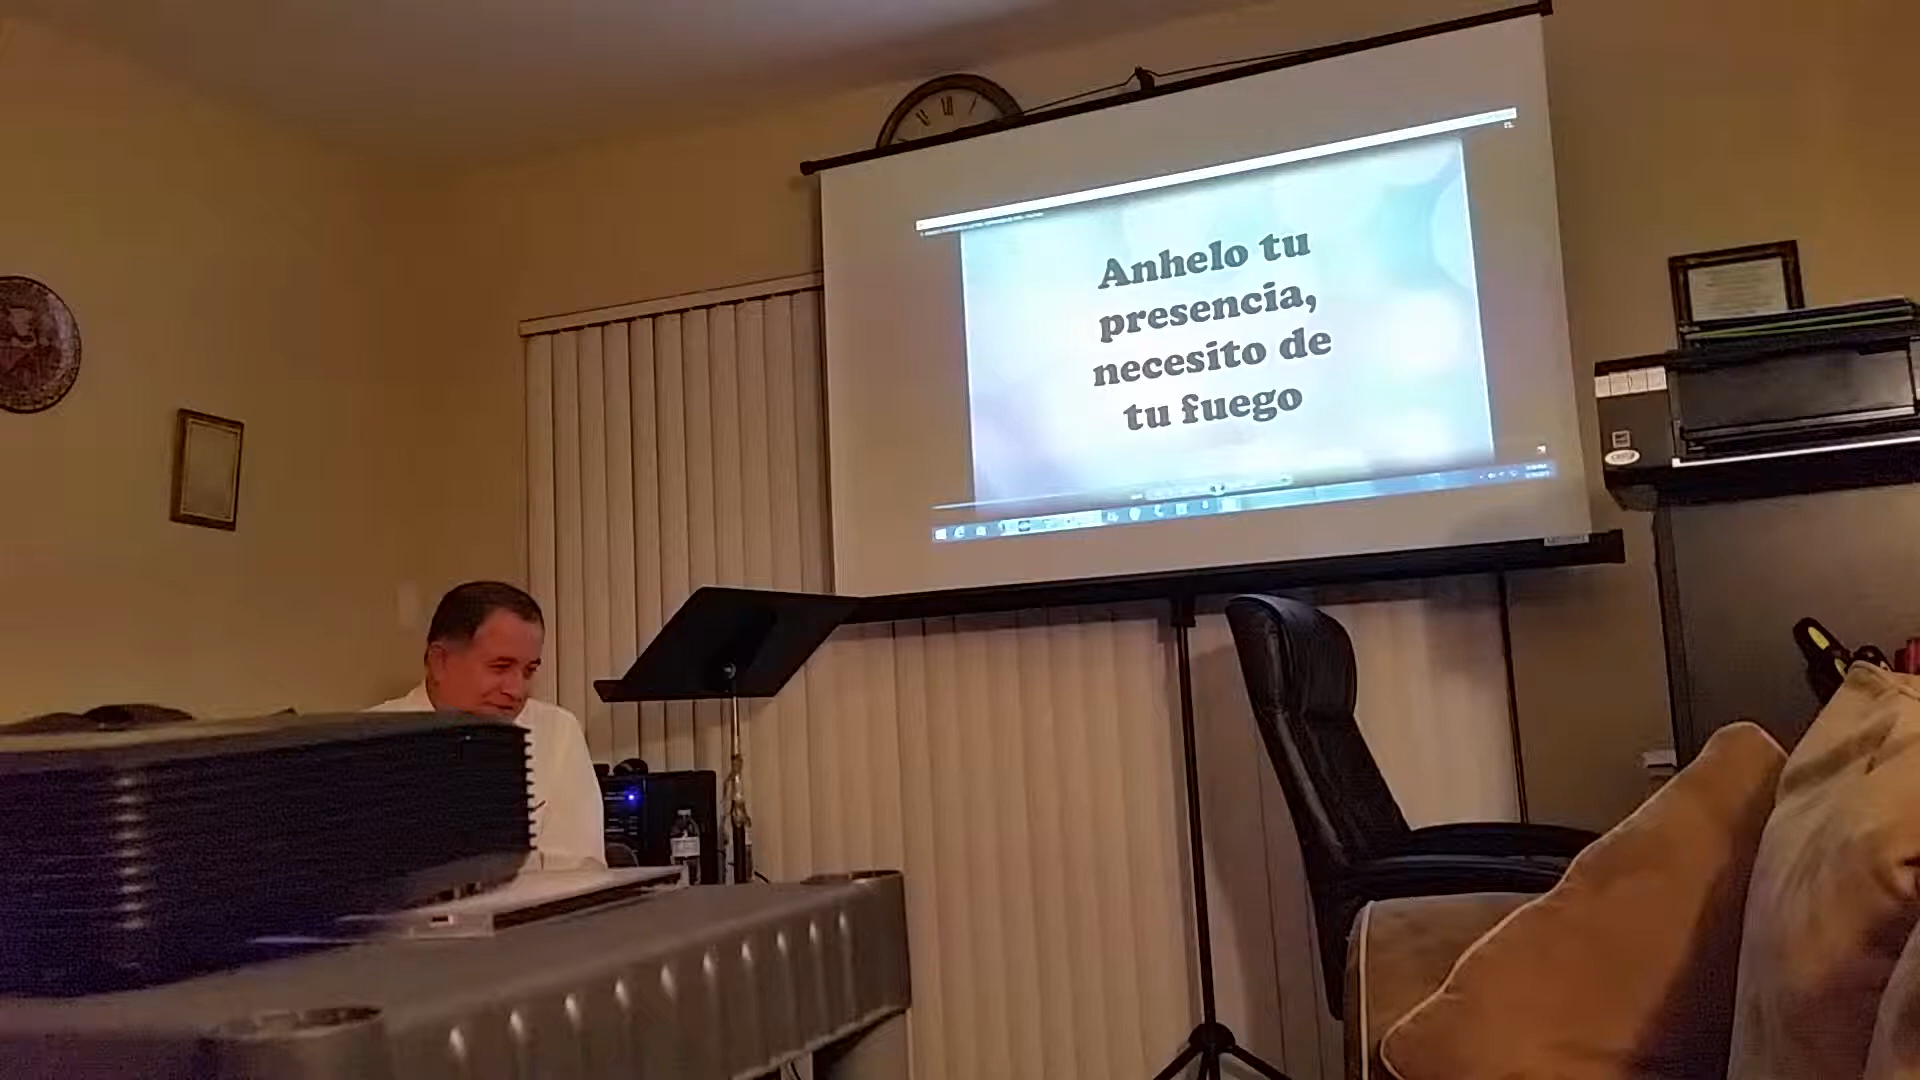 Anhelo tu
presencia,
necesito de
tu fuego